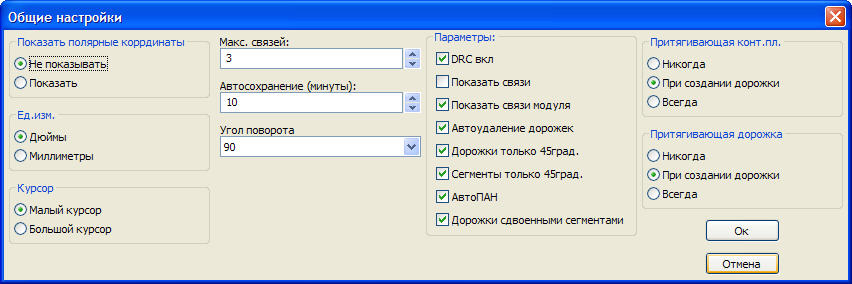 Общие настройки
Показать полярные коррдинаты
Не показывать
Показать
Ед.изм.
Дюймы
Миллиметры
Курсор
Малый курсор
Большой курсор
Макс. связей:
3
Автосохранение (минуты):
10
Угол поворота
90
Параметры:
DRC вкл
Показать связи
Показать связи модуля
Автоудаление дорожек
Дорожки только 45град.
Сегменты только 45град.
АвтоПАН
Дорожки сдвоенными сегментами
Притягивающая конт.пл.
Никогда
При создании дорожки
Всегда
Притягивающая дорожка
Никогда
При создании дорожки
Всегда
Ок
Отмена